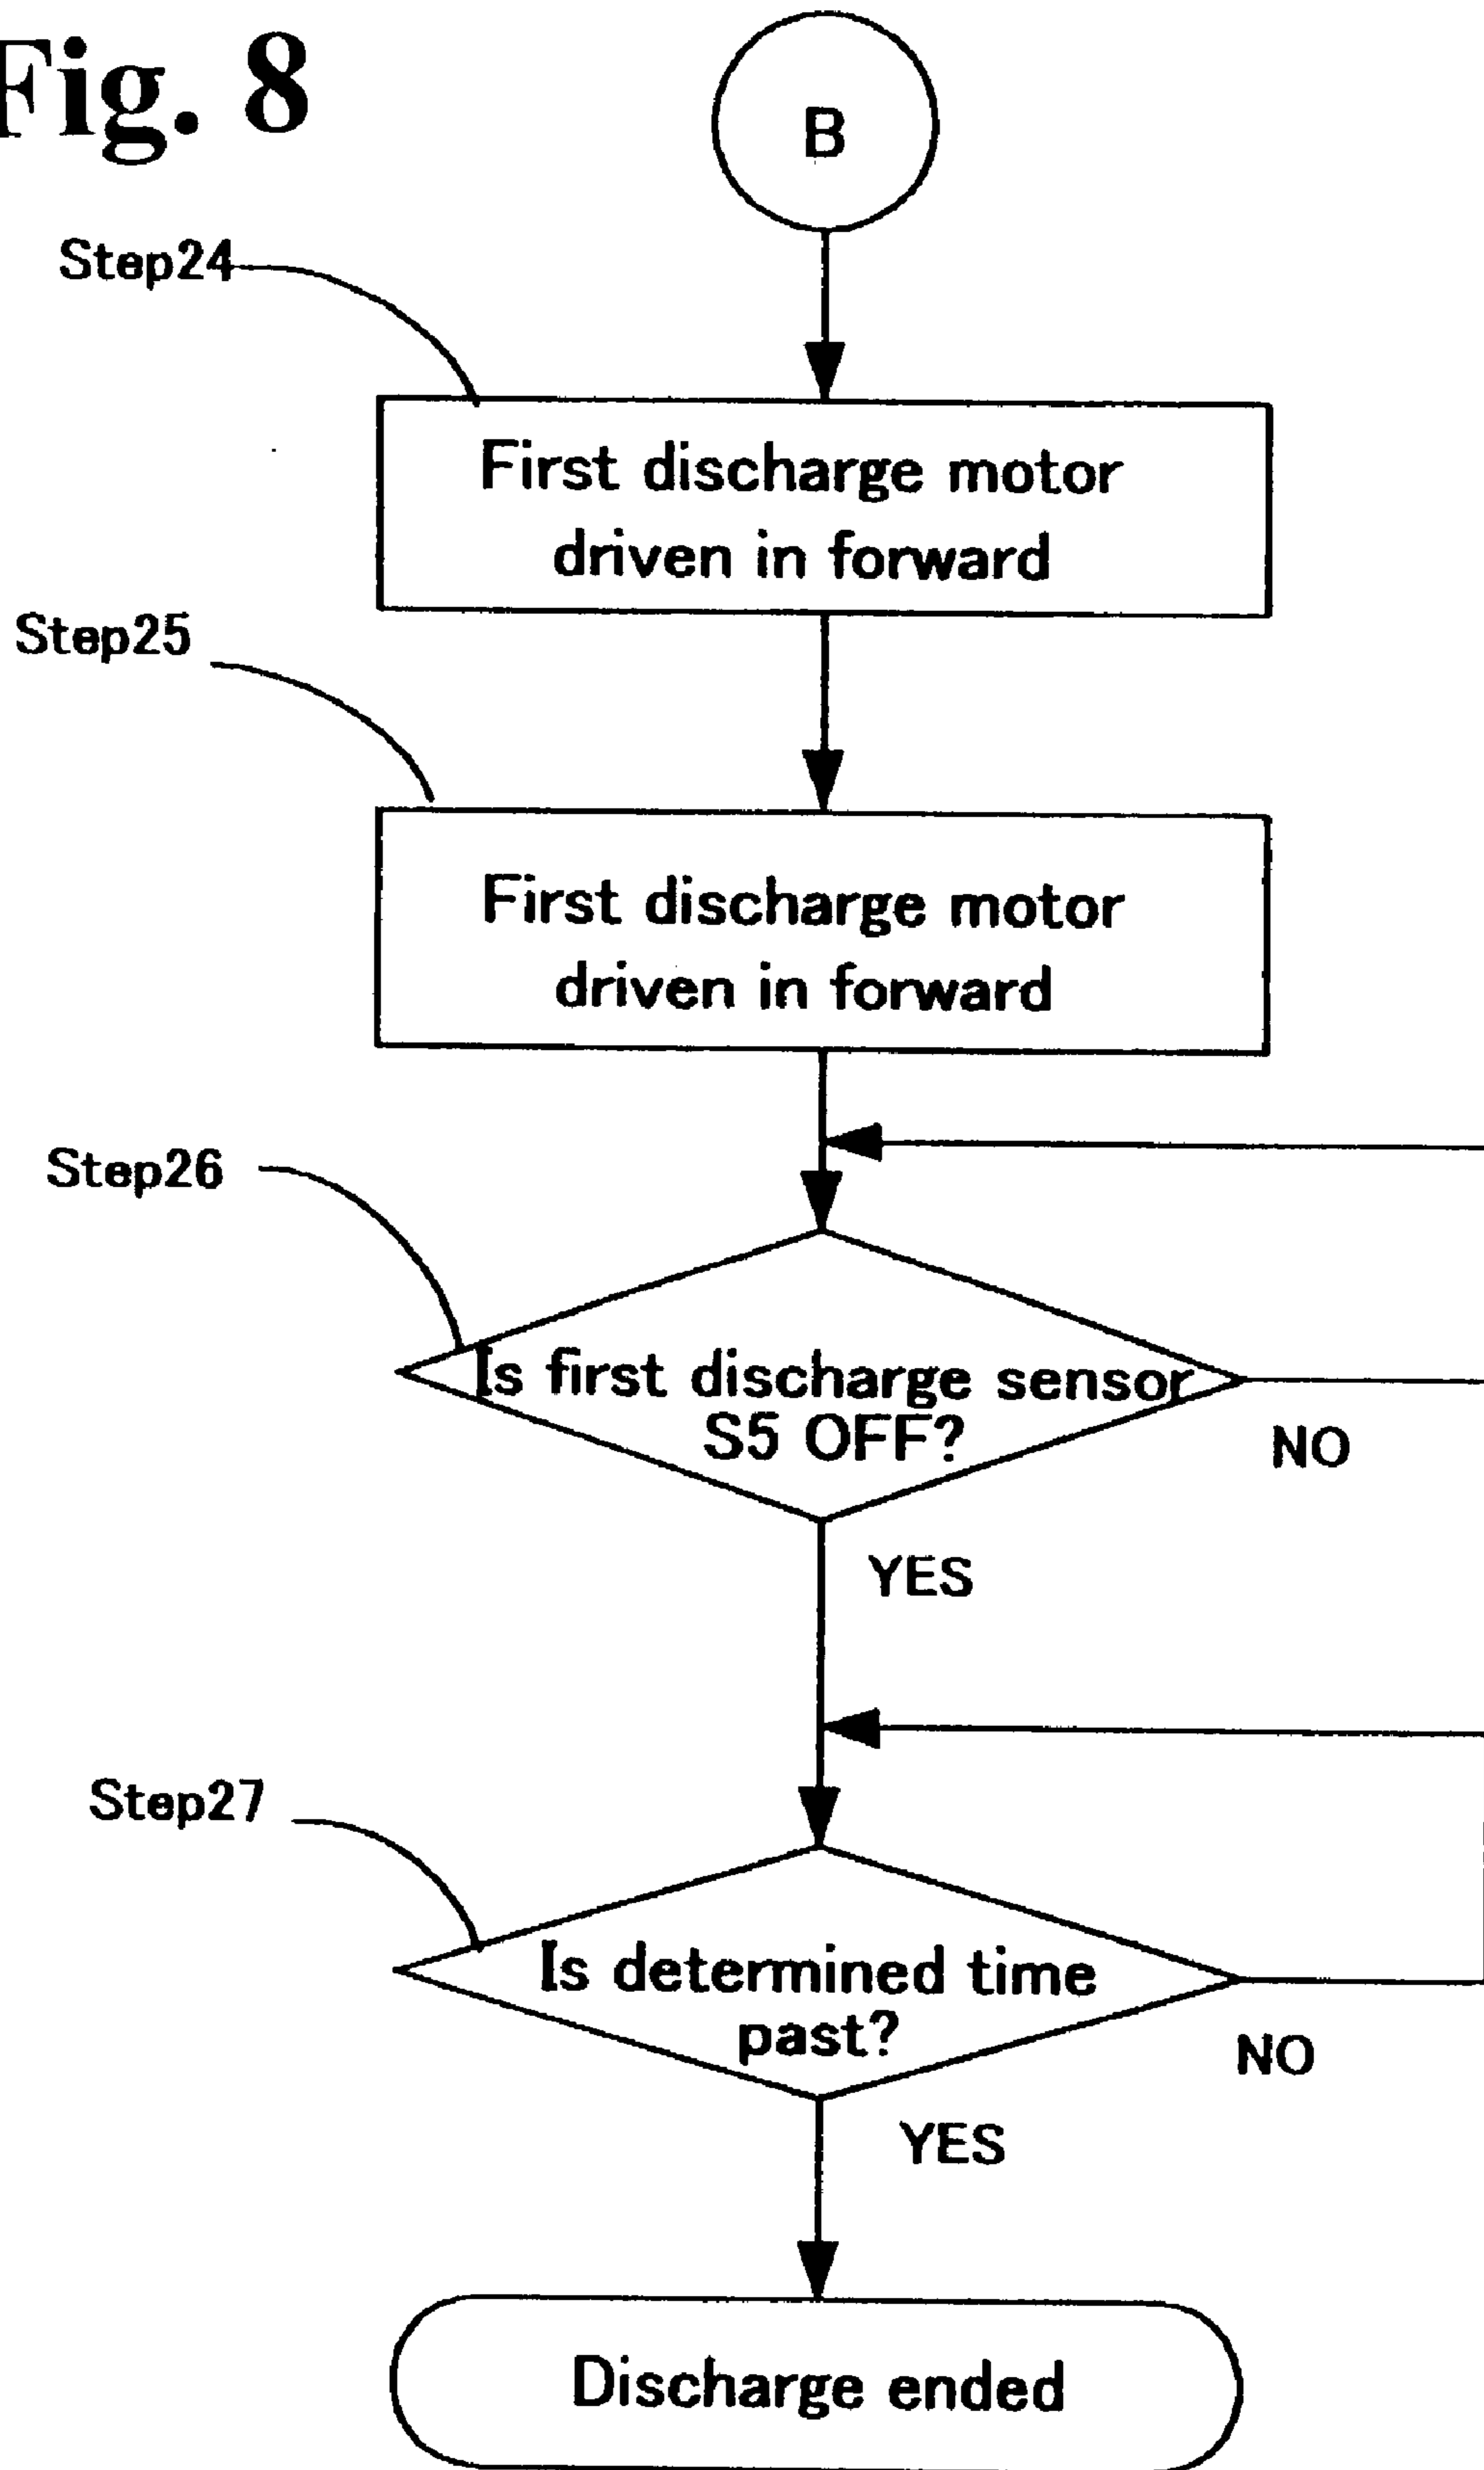 Fig. 8
B
Step24
First discharge motor
driven in forward
Step25
First discharge motor
driven in forward
Step26
Is first discharge sensor
S5 OFF?
NO
YES
Step27
Is determined time
past?
NO
YES
Discharge ended